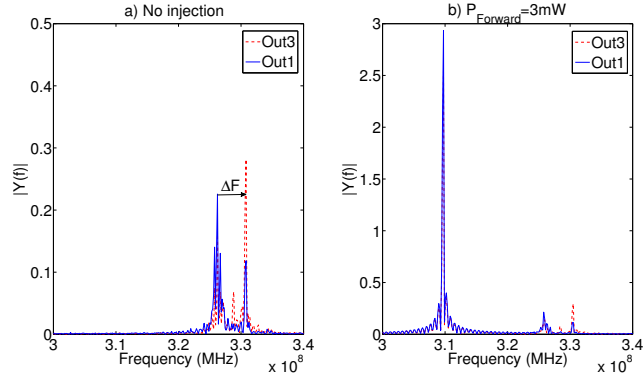 a) No injection
0.5
0.4
0.3
0.2
0.1
0
|Y(f)|
Out3
Out1
ΔF
3 3.1 3.2 3.3 3.4
Frequency (MHz)
x 10^8
b) P_Forward=3mW
3
2.5
2
1.5
1
0.5
0
|Y(f)|
Out3
Out1
3 3.1 3.2 3.3 3.4
Frequency (MHz)
x 10^8